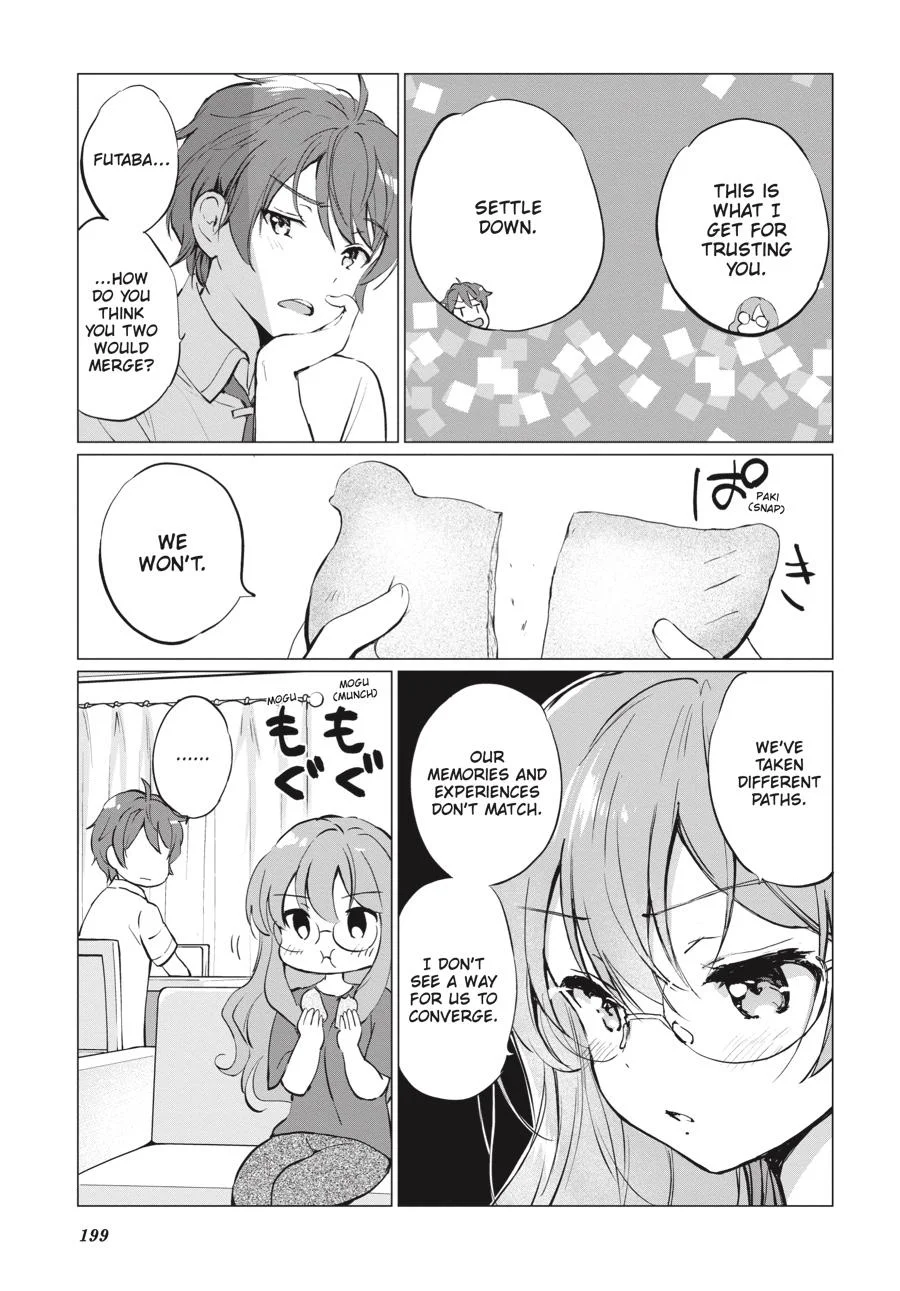 THIS IS
WHAT I
GET FOR
TRUSTING
YOU.
SETTLE
DOWN.
FUTABA...
...HOW
DO YOU
THINK
YOU TWO
WOULD
MERGE?
ぱ
PAKI
(SNAP)
き
WE
WON'T.
WE'VE
TAKEN
DIFFERENT
PATHS.
OUR
MEMORIES AND
EXPERIENCES
DON'T MATCH.
I DON'T
SEE A WAY
FOR US TO
CONVERGE.
MOGU
(MUNCH)
もぐ
MOGU
もぐ
......
199